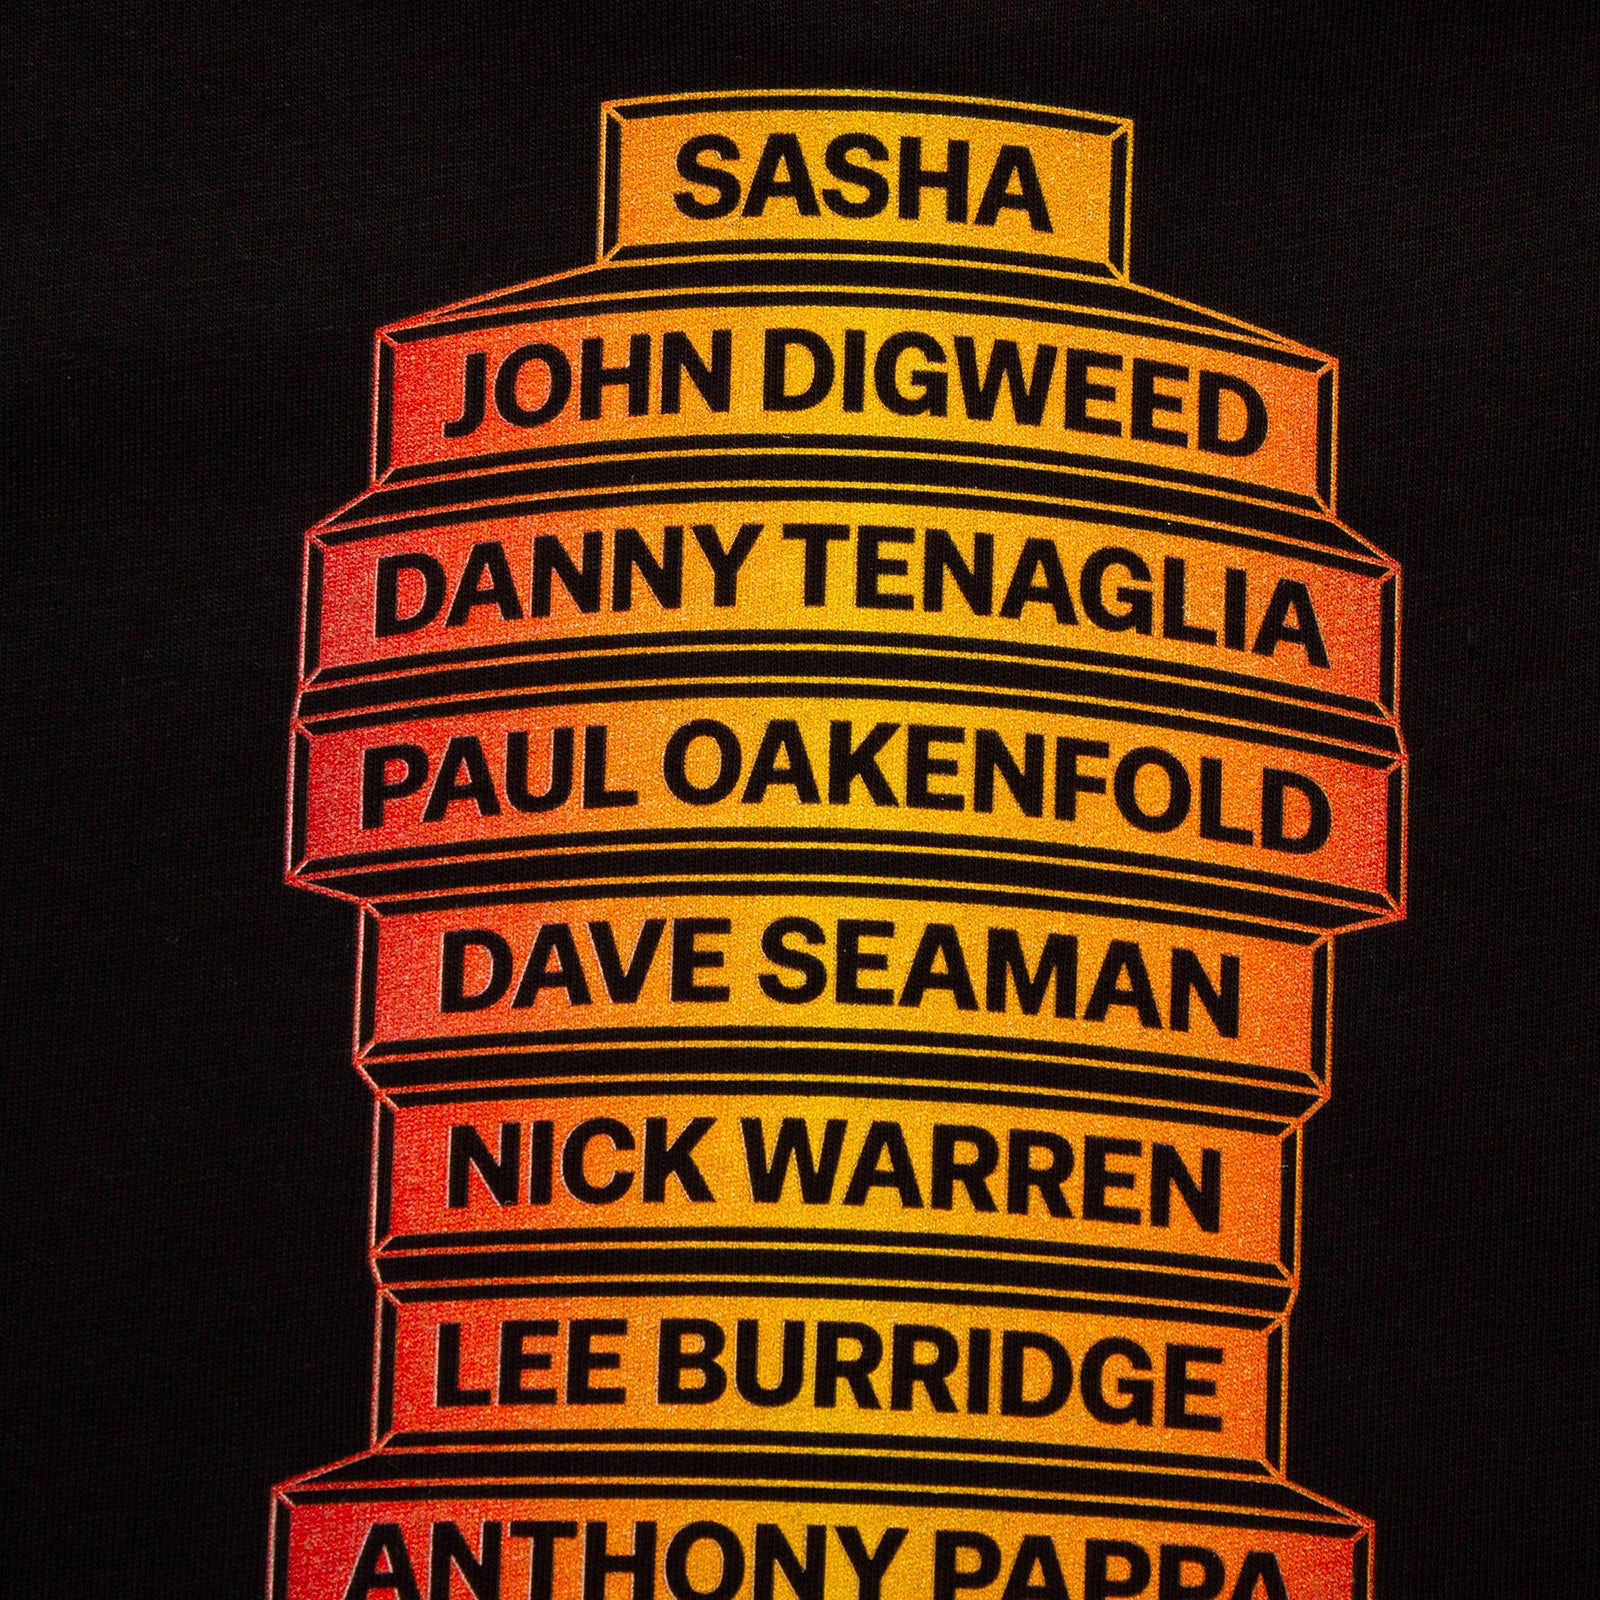 SASHA
JOHN DIGWEED
DANNY TENAGLIA
PAUL OAKENFOLD
DAVE SEAMAN
NICK WARREN
LEE BURRIDGE
ANTHONY PAPPA